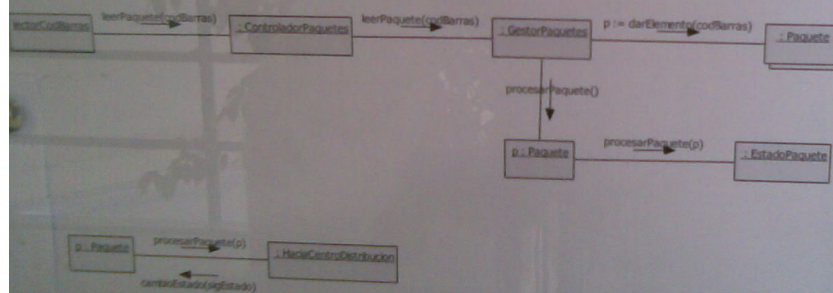 leerPaquete(codBarras)
leerPaquete(codBarras)
p := darElemento(codBarras)
lectorCodBarras
: ControladorPaquetes
: GestorPaquetes
: Paquete
procesarPaquete()
procesarPaquete(p)
p : Paquete
: EstadoPaquete
procesarPaquete(p)
p : Paquete
: HaciaCentroDistribucion
cambioEstado(sigEstado)